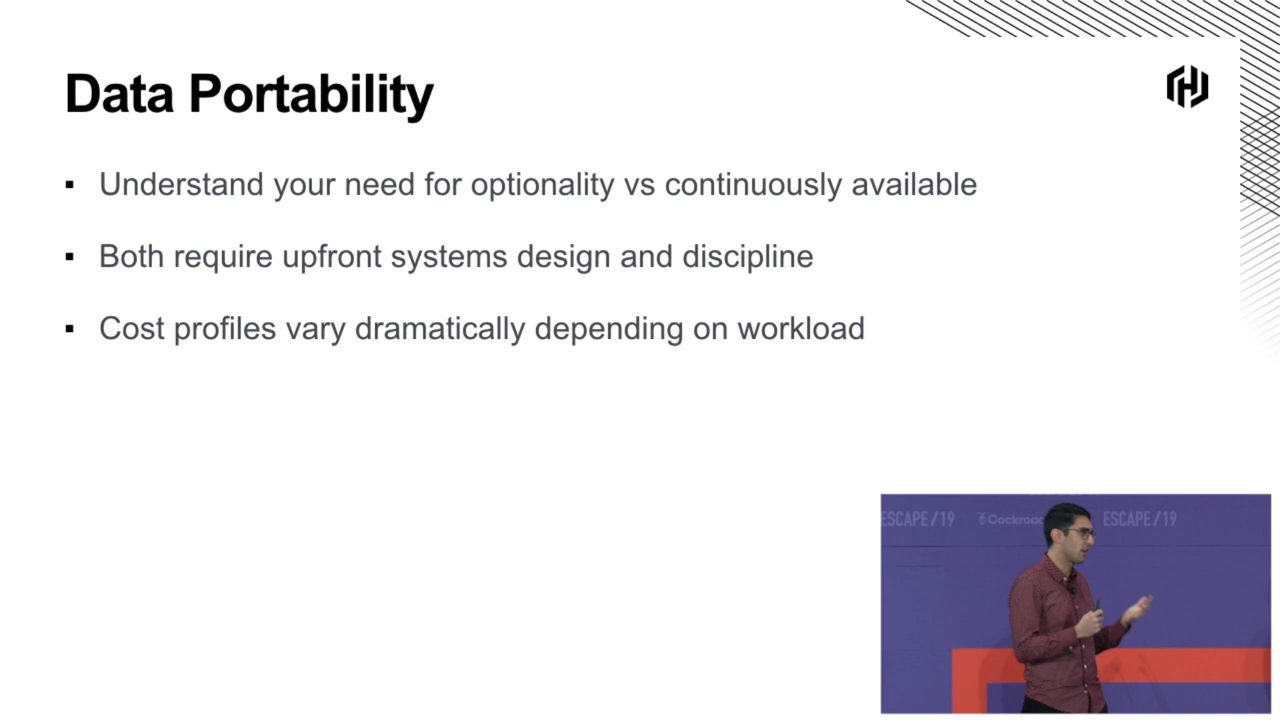 Data Portability
Understand your need for optionality vs continuously available
Both require upfront systems design and discipline
Cost profiles vary dramatically depending on workload
ESCAPE/19
ESCAPE/19